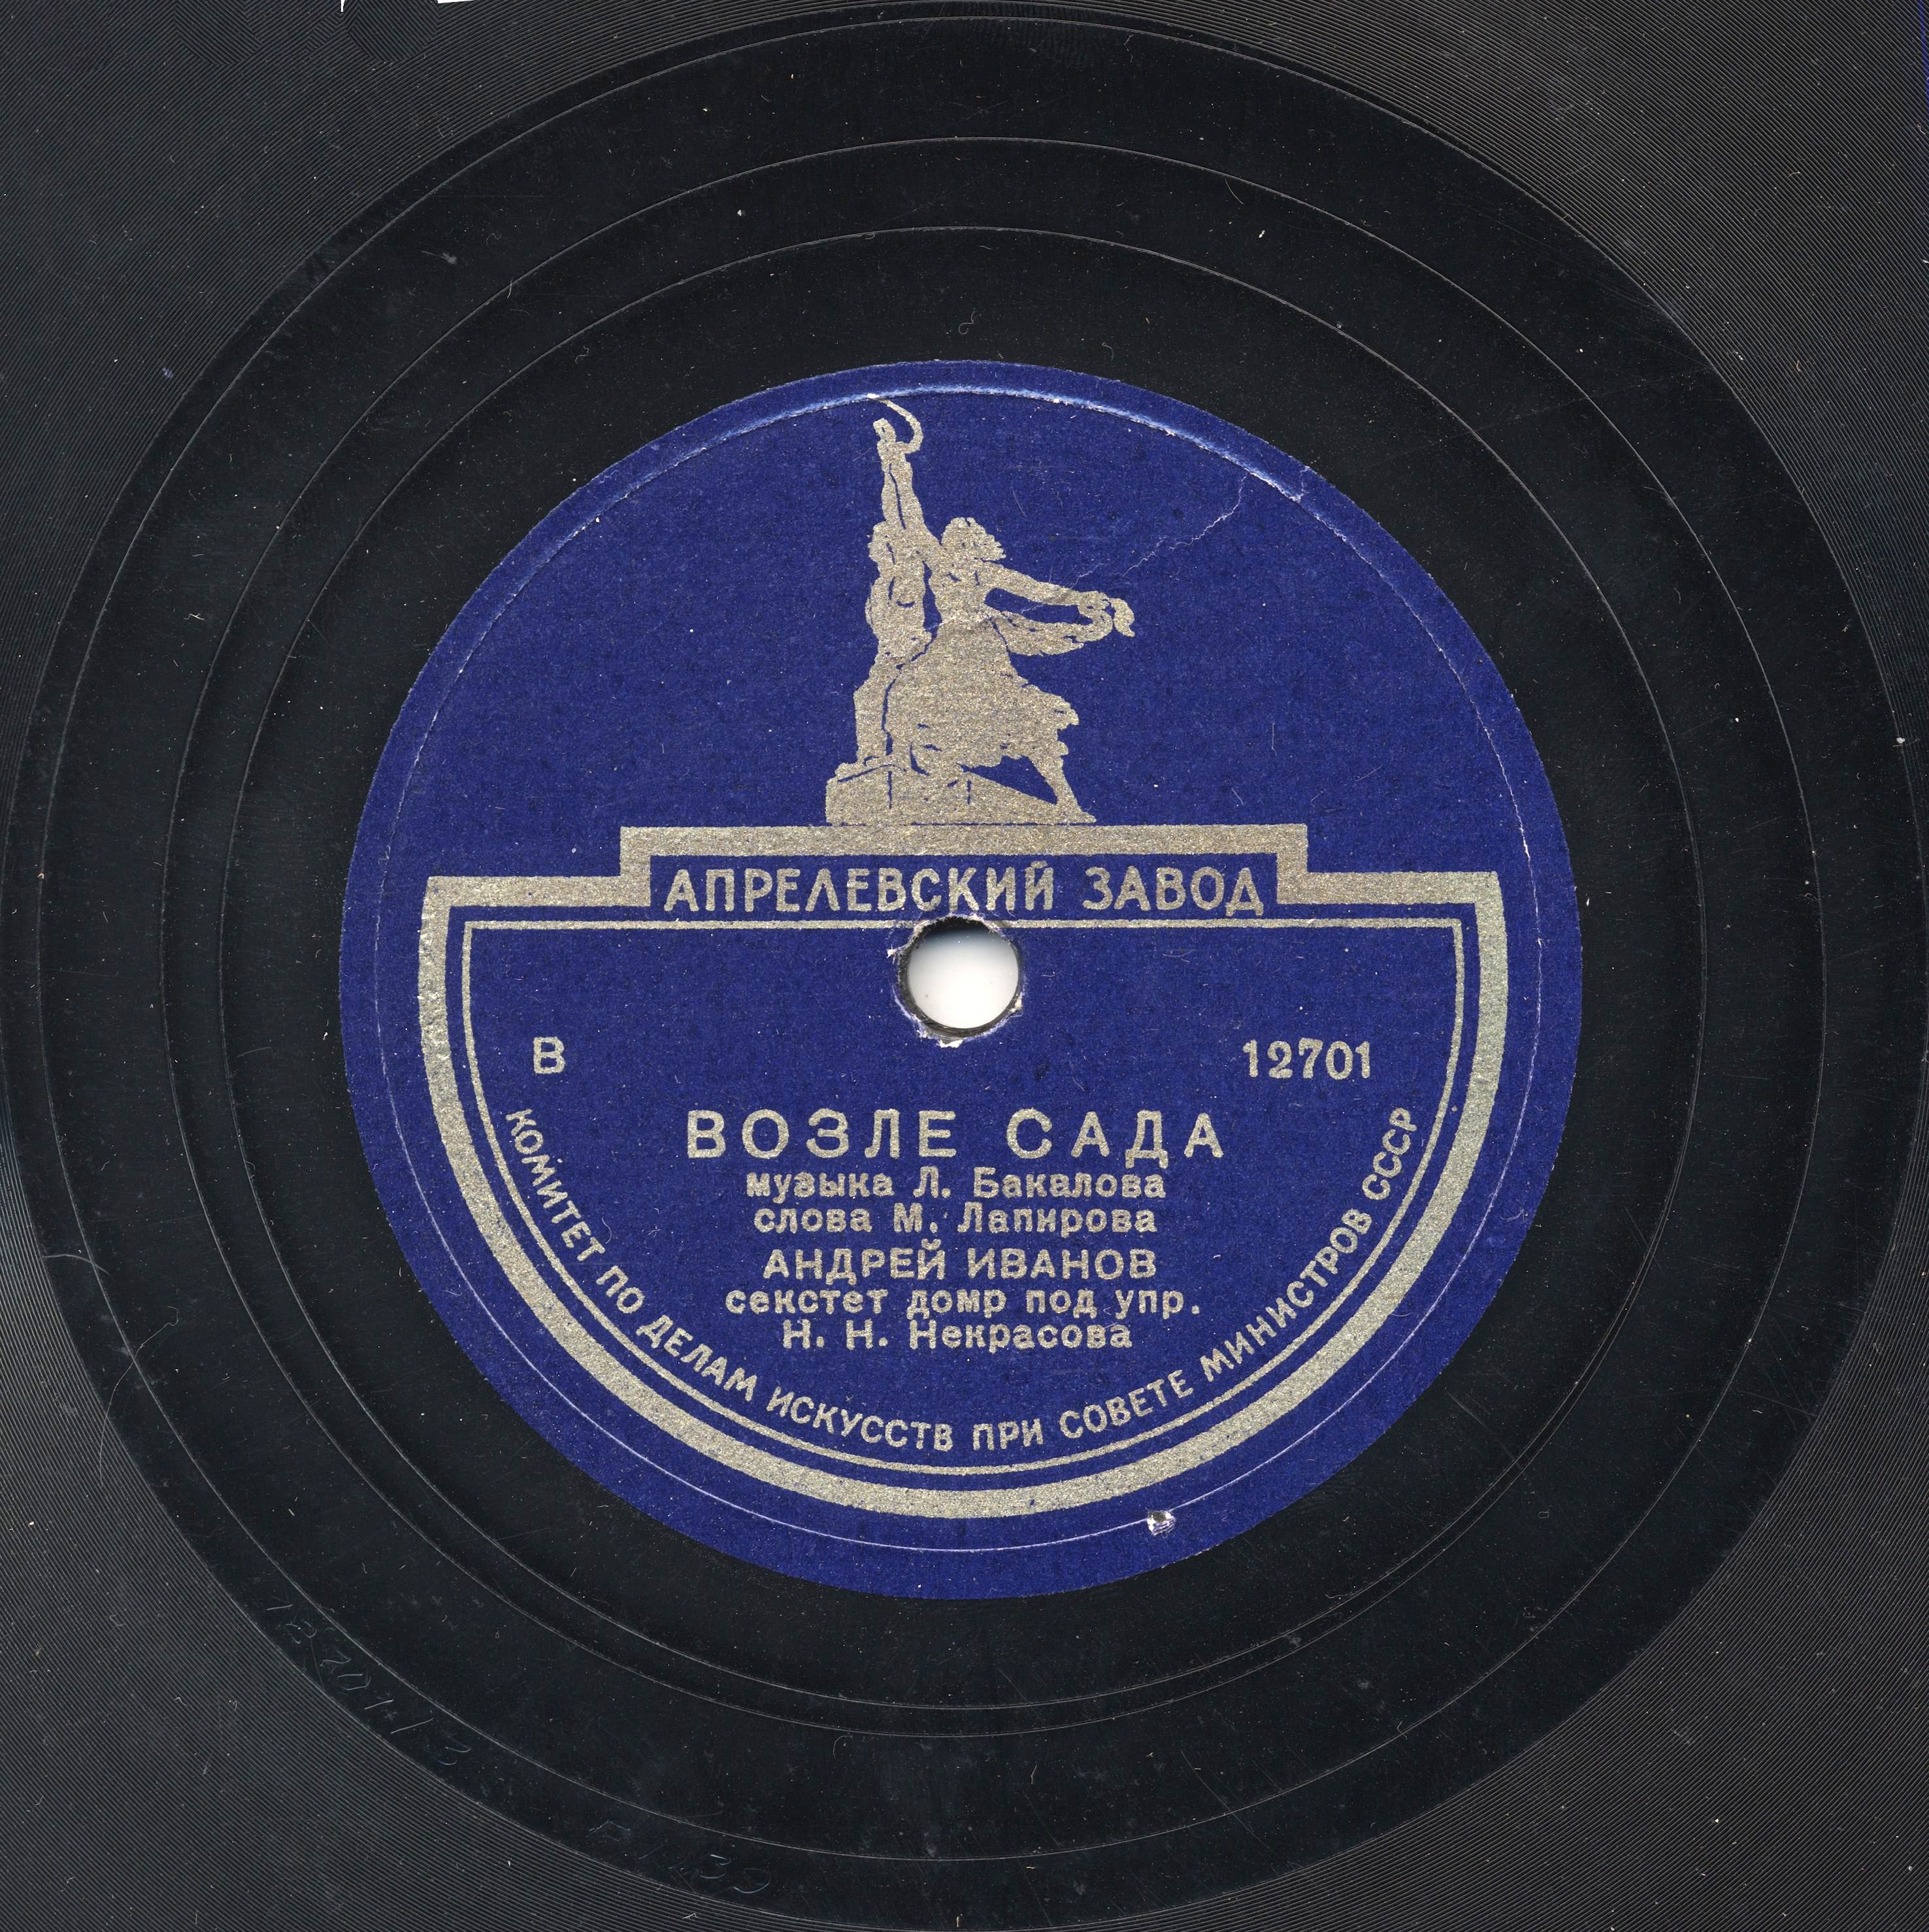 АПРЕЛЕВСКИЙ ЗАВОД
В 12701
ВОЗЛЕ САДА
музыка Л. Бакалова
слова М. Лапирова
АНДРЕЙ ИВАНОВ
секстет домр под упр.
Н. Н. Некрасова
КОМИТЕТ ПО ДЕЛАМ ИСКУССТВ ПРИ СОВЕТЕ МИНИСТРОВ СССР